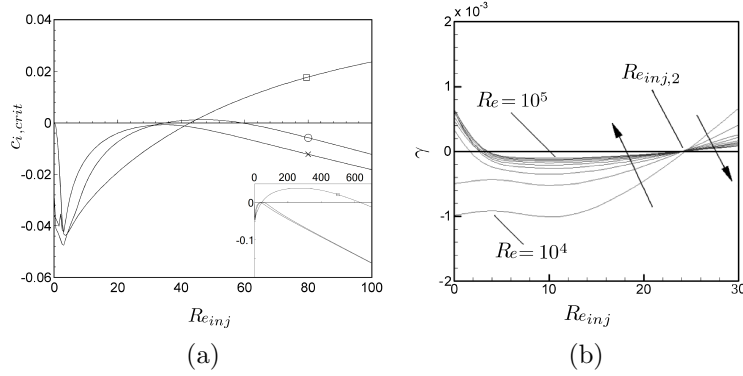 0.04
0.02
0
-0.02
-0.04
-0.06
c_{i,crit}
0 20 40 60 80 100
Re_{inj}
0 200 400 600
0
-0.1
(a)
2 x 10^{-3}
1
0
-1
-2
γ
Re = 10^5
Re_{inj,2}
Re = 10^4
0 10 20 30
Re_{inj}
(b)